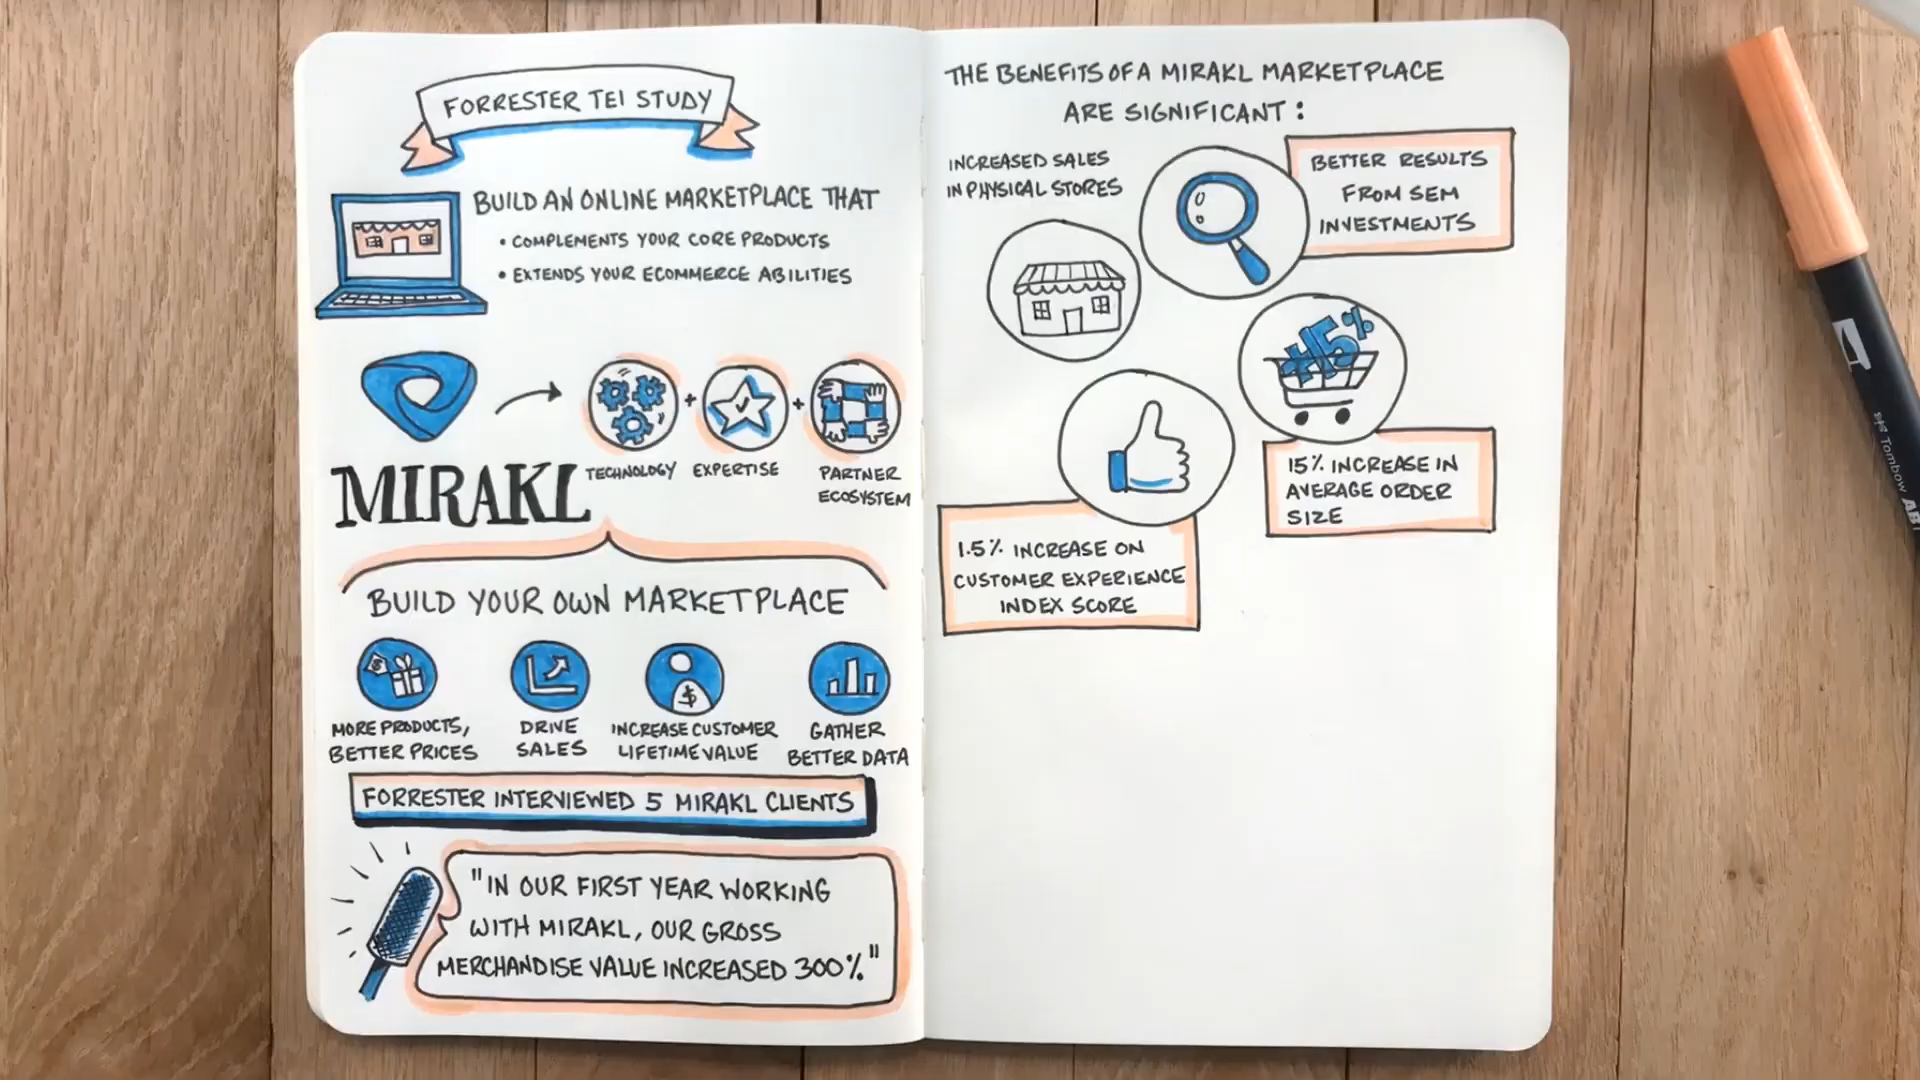 FORRESTER TEI STUDY
BUILD AN ONLINE MARKETPLACE THAT
• COMPLEMENTS YOUR CORE PRODUCTS
• EXTENDS YOUR ECOMMERCE ABILITIES
MIRAKL
TECHNOLOGY
+
EXPERTISE
+
PARTNER
ECOSYSTEM
BUILD YOUR OWN MARKETPLACE
$
MORE PRODUCTS,
BETTER PRICES
DRIVE
SALES
$
INCREASE CUSTOMER
LIFETIME VALUE
GATHER
BETTER DATA
FORRESTER INTERVIEWED 5 MIRAKL CLIENTS
"IN OUR FIRST YEAR WORKING
WITH MIRAKL, OUR GROSS
MERCHANDISE VALUE INCREASED 300%."
THE BENEFITS OF A MIRAKL MARKETPLACE
ARE SIGNIFICANT:
INCREASED SALES
IN PHYSICAL STORES
BETTER RESULTS
FROM SEM
INVESTMENTS
+15%
15% INCREASE IN
AVERAGE ORDER
SIZE
1.5% INCREASE ON
CUSTOMER EXPERIENCE
INDEX SCORE
Tombow AB